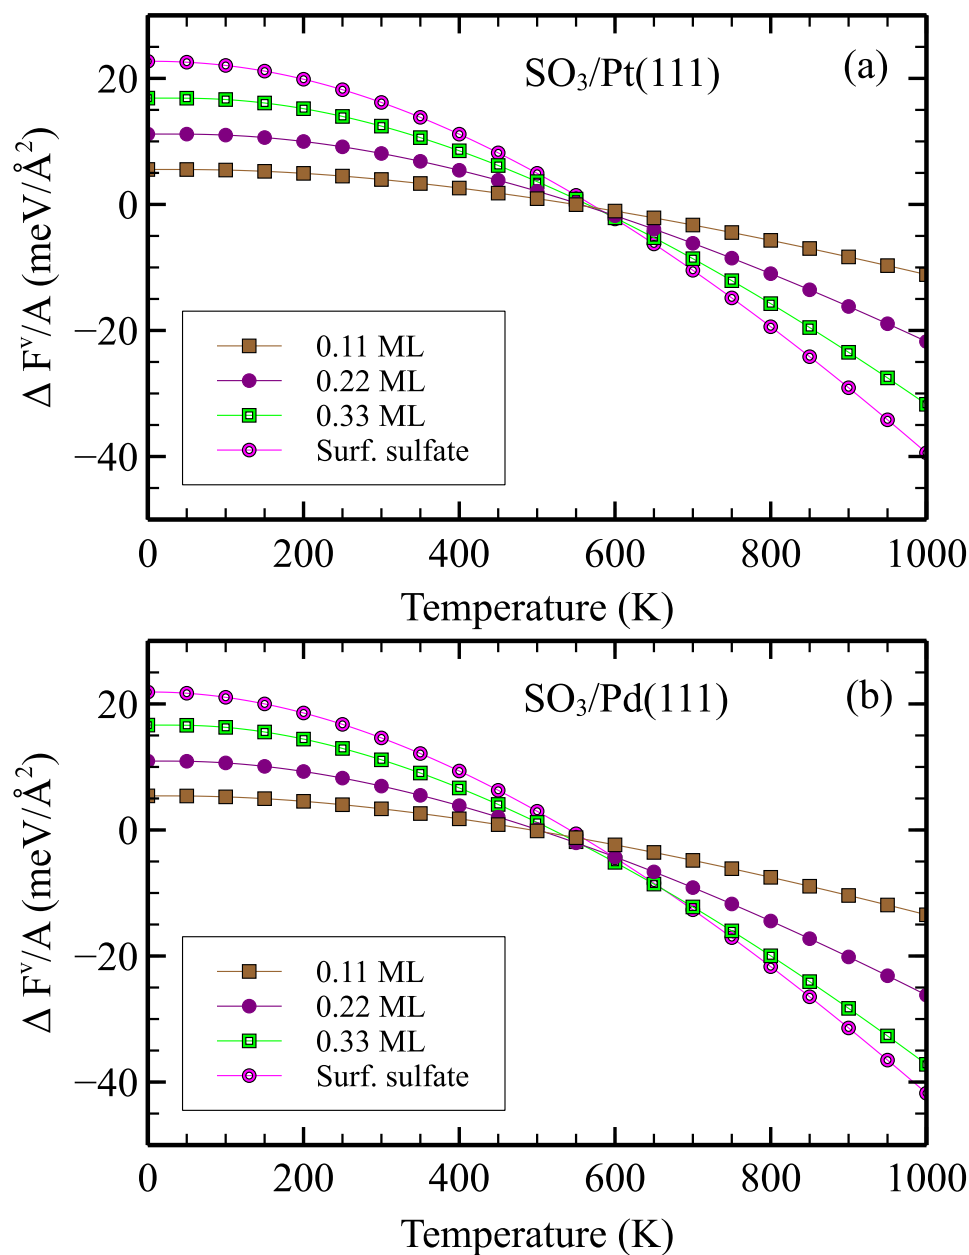 SO₃/Pt(111)
(a)
20
0
−20
−40
Δ Fᵛ/A (meV/Å²)
0.11 ML
0.22 ML
0.33 ML
Surf. sulfate
0 200 400 600 800 1000
Temperature (K)
SO₃/Pd(111)
(b)
20
0
−20
−40
Δ Fᵛ/A (meV/Å²)
0.11 ML
0.22 ML
0.33 ML
Surf. sulfate
0 200 400 600 800 1000
Temperature (K)